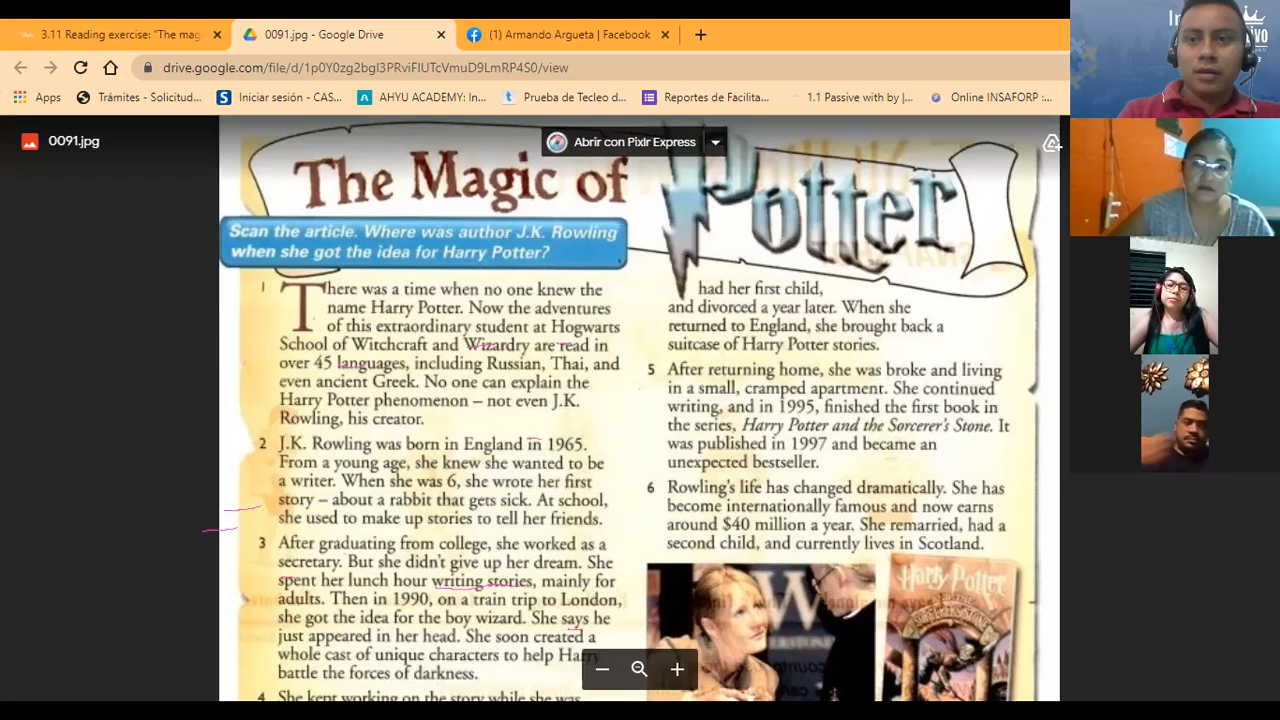 3.11 Reading exercise: "The mag
0091.jpg - Google Drive
(1) Armando Argueta | Facebook
drive.google.com/file/d/1p0Y0zg2bgl3PRviFlUTcVmuD9LmRP4S0/view
Apps
Trámites - Solicitud...
Iniciar sesión - CAS...
AHYU ACADEMY: In...
Prueba de Tecleo d...
Reportes de Facilita...
1.1 Passive with by |...
Online INSAFORP :...
0091.jpg
Abrir con Pixlr Express
The Magic of Potter
Scan the article. Where was author J.K. Rowling
when she got the idea for Harry Potter?
1 There was a time when no one knew the
name Harry Potter. Now the adventures
of this extraordinary student at Hogwarts
School of Witchcraft and Wizardry are read in
over 45 languages, including Russian, Thai, and
even ancient Greek. No one can explain the
Harry Potter phenomenon – not even J.K.
Rowling, his creator.
2 J.K. Rowling was born in England in 1965.
From a young age, she knew she wanted to be
a writer. When she was 6, she wrote her first
story – about a rabbit that gets sick. At school,
she used to make up stories to tell her friends.
3 After graduating from college, she worked as a
secretary. But she didn't give up her dream. She
spent her lunch hour writing stories, mainly for
adults. Then in 1990, on a train trip to London,
she got the idea for the boy wizard. She says he
just appeared in her head. She soon created a
whole cast of unique characters to help Harry
battle the forces of darkness.
4 She kept working on the story while she was
had her first child,
and divorced a year later. When she
returned to England, she brought back a
suitcase of Harry Potter stories.
5 After returning home, she was broke and living
in a small, cramped apartment. She continued
writing, and in 1995, finished the first book in
the series, Harry Potter and the Sorcerer's Stone. It
was published in 1997 and became an
unexpected bestseller.
6 Rowling's life has changed dramatically. She has
become internationally famous and now earns
around $40 million a year. She remarried, had a
second child, and currently lives in Scotland.
Harry Potter